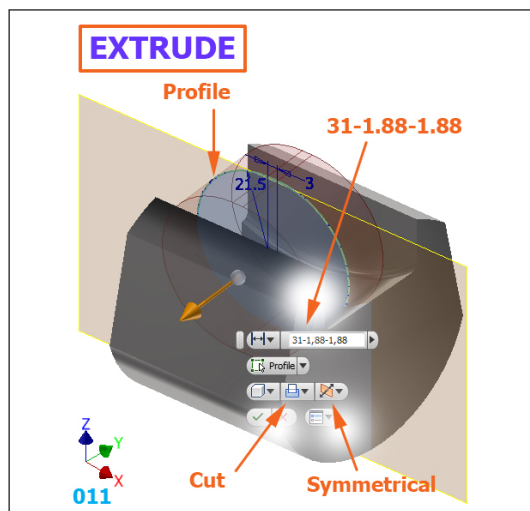 EXTRUDE
Profile
31-1.88-1.88
21.5
3
31-1,88-1,88
Profile
Cut
Symmetrical
Z
Y
X
011